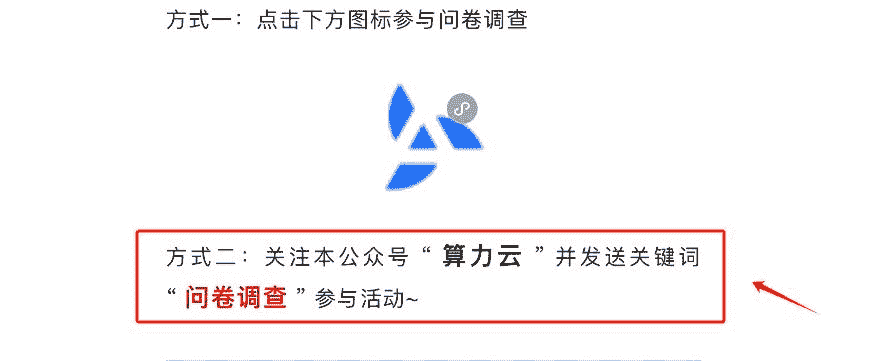 方式一：点击下方图标参与问卷调查
方式二：关注本公众号“算力云”并发送关键词
“问卷调查”参与活动~